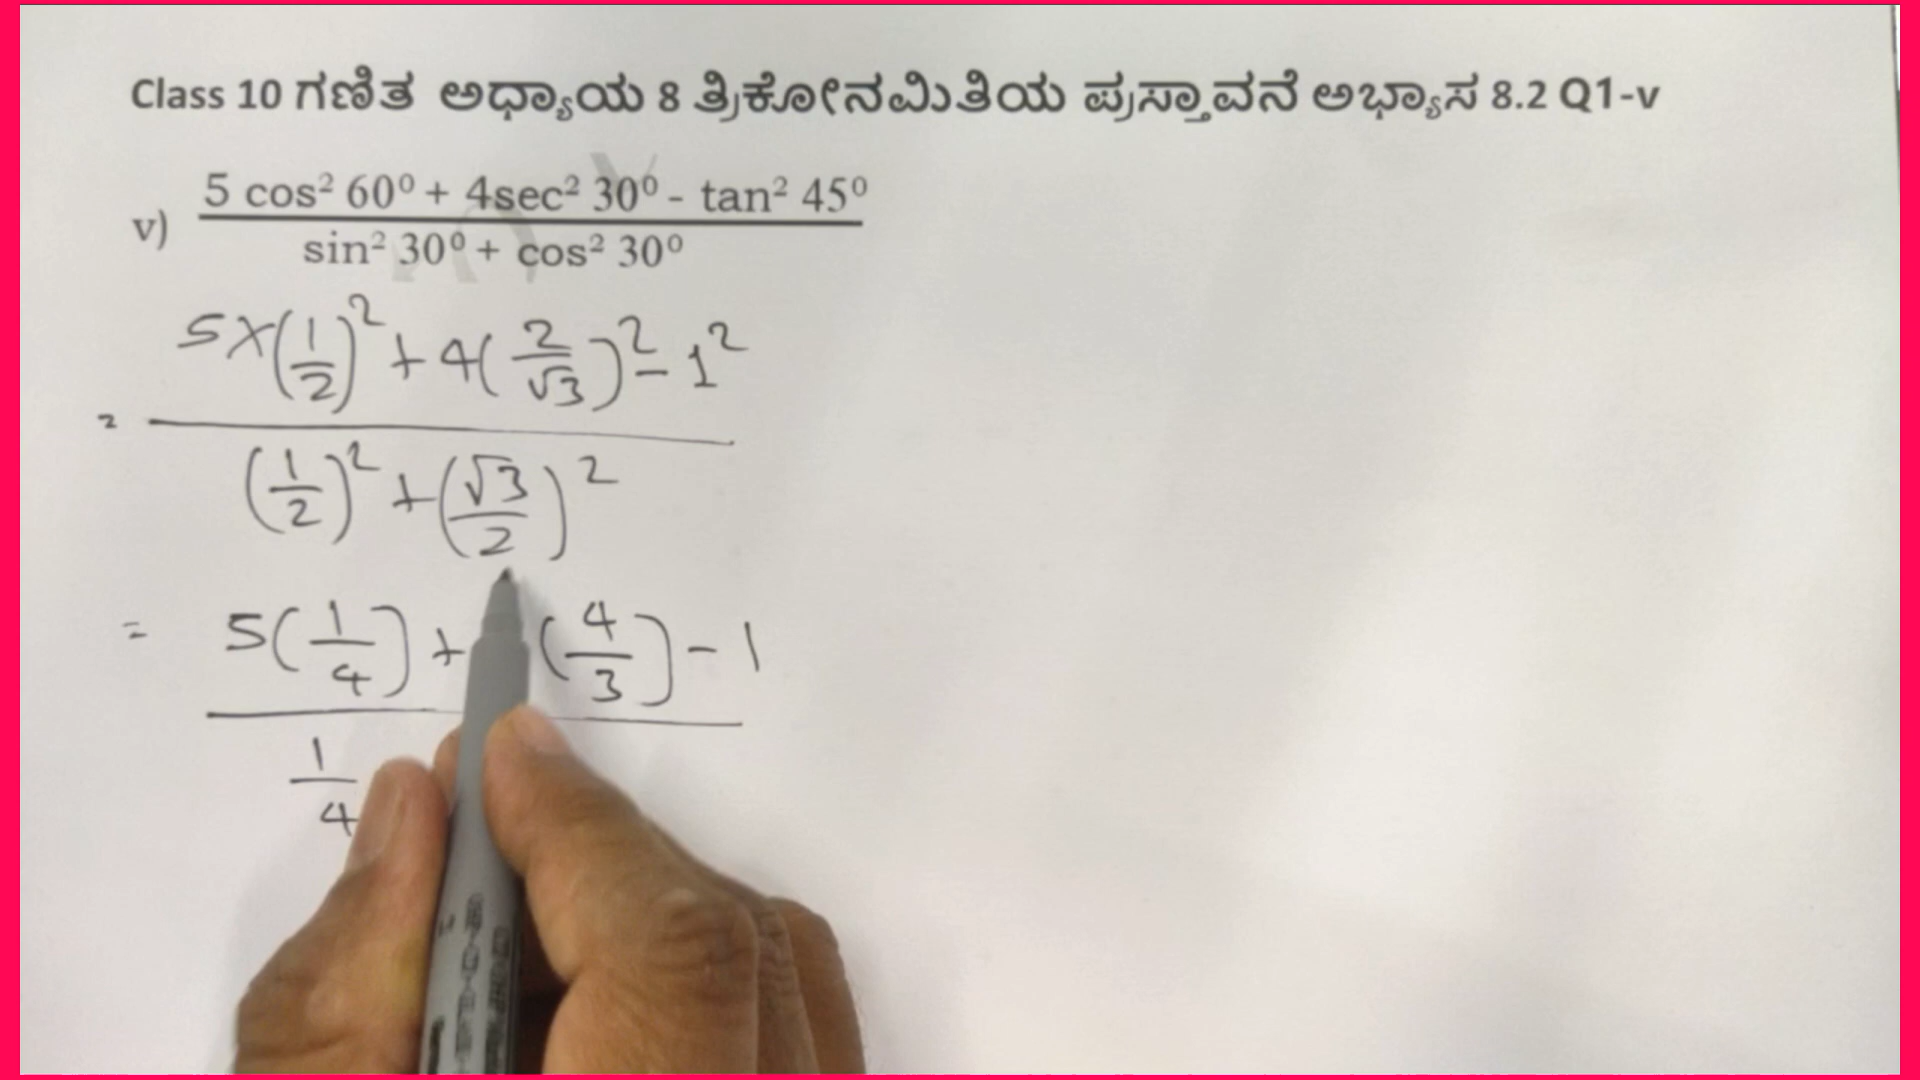 Class 10 ಗಣಿತ ಅಧ್ಯಾಯ 8 ತ್ರಿಕೋನಮಿತಿಯ ಪ್ರಸ್ತಾವನೆ ಅಭ್ಯಾಸ 8.2 Q1-v
v) 5 cos² 60⁰ + 4sec² 30⁰ - tan² 45⁰
sin² 30⁰ + cos² 30⁰
5×(1/2)² + 4(2/√3)² - 1²
=
(1/2)² + (√3/2)²
= 5(1/4) + (4/3) - 1
1/4